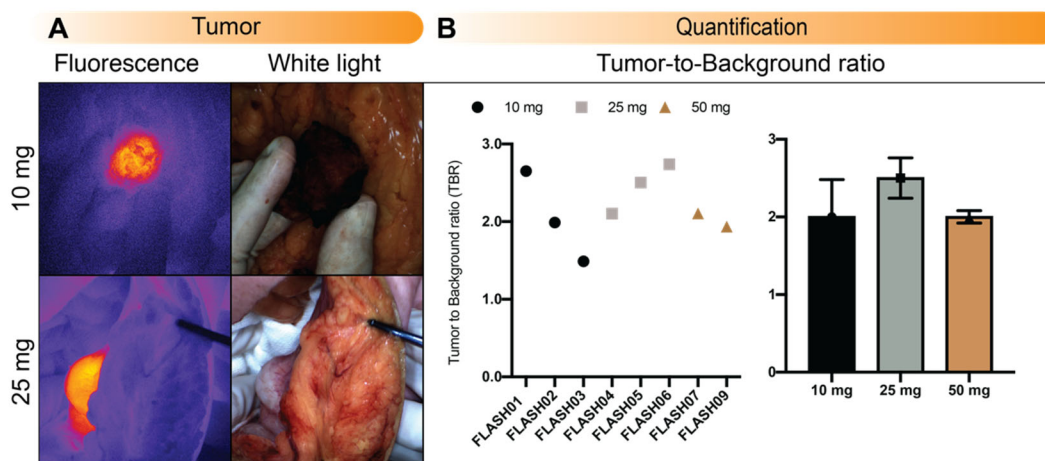 A
Tumor
Fluorescence
White light
10 mg
25 mg
B
Quantification
Tumor-to-Background ratio
10 mg
25 mg
50 mg
Tumor to Background ratio (TBR)
3.0
2.0
1.0
0.0
FLASH01
FLASH02
FLASH03
FLASH04
FLASH05
FLASH06
FLASH07
FLASH09
3
2
1
0
10 mg
25 mg
50 mg